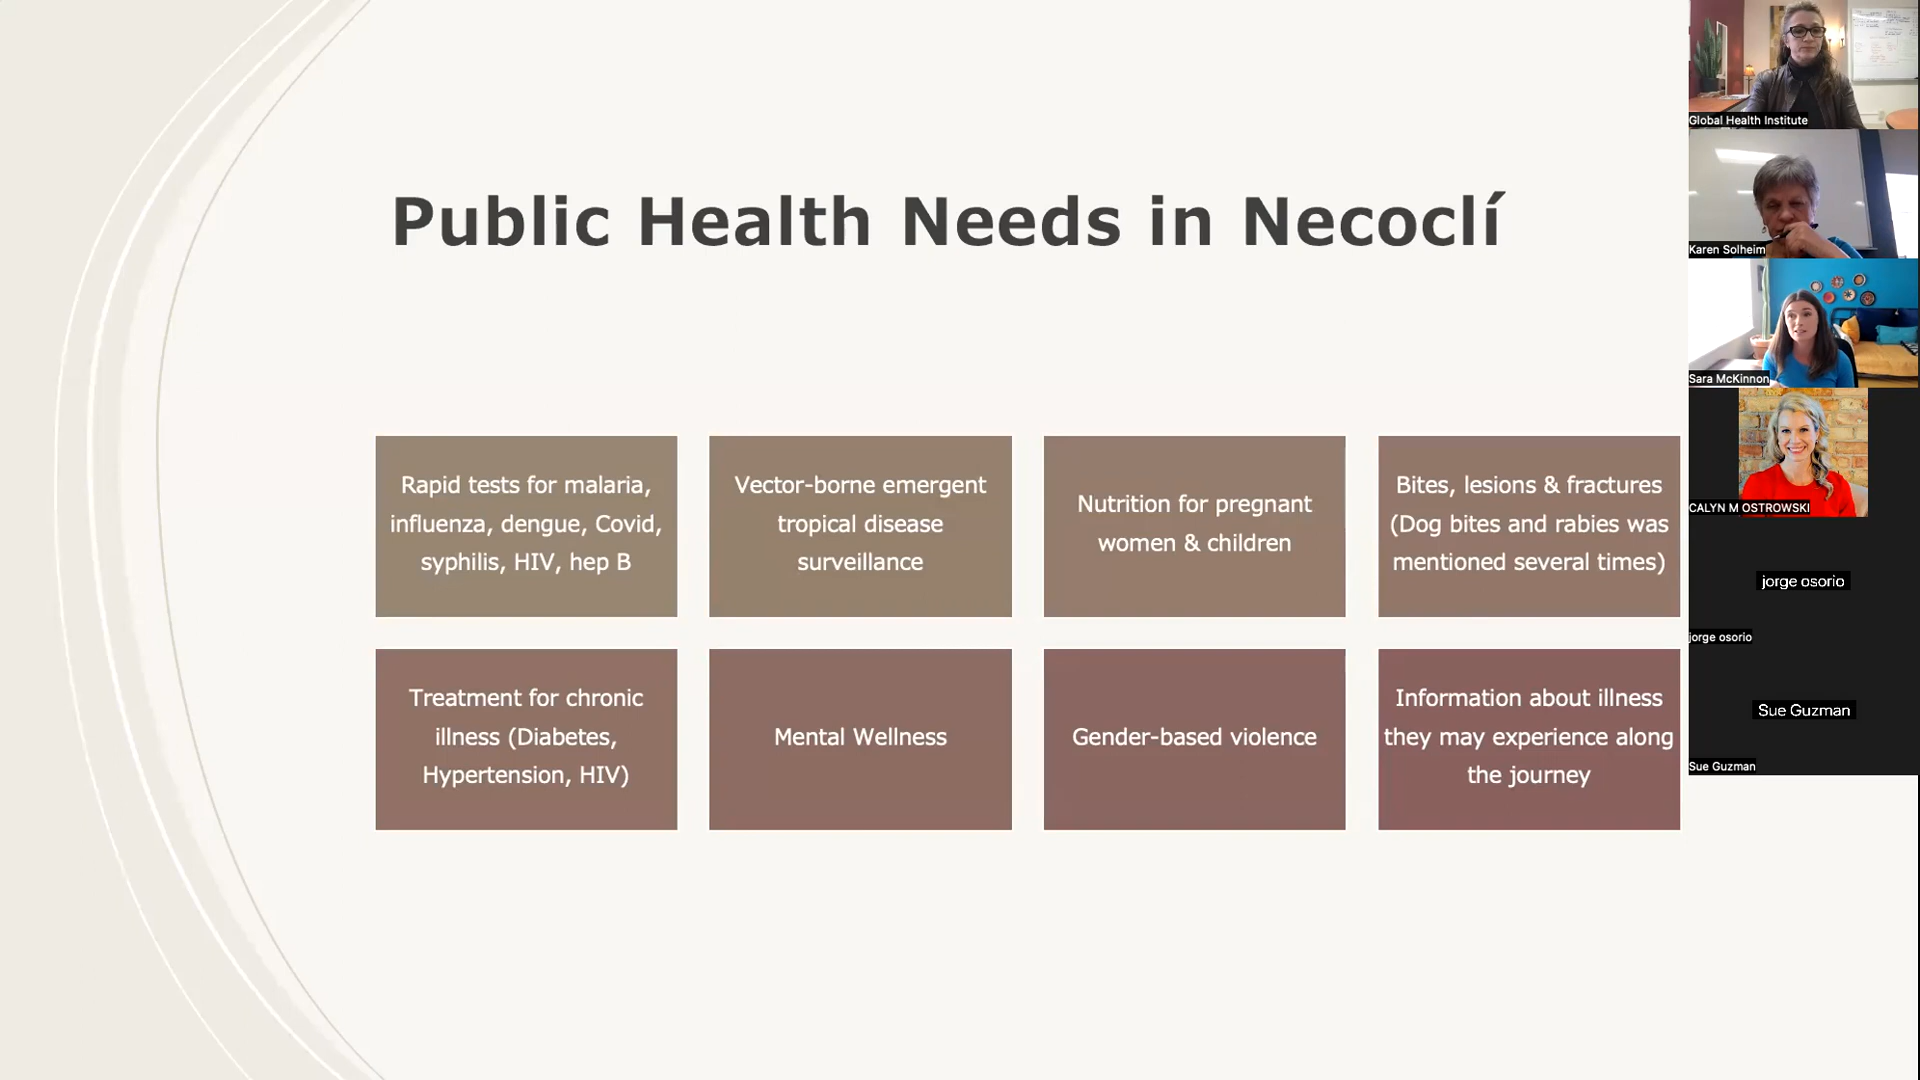 Public Health Needs in Necoclí
Rapid tests for malaria,
influenza, dengue, Covid,
syphilis, HIV, hep B
Vector-borne emergent
tropical disease
surveillance
Nutrition for pregnant
women & children
Bites, lesions & fractures
(Dog bites and rabies was
mentioned several times)
Treatment for chronic
illness (Diabetes,
Hypertension, HIV)
Mental Wellness
Gender-based violence
Information about illness
they may experience along
the journey
Global Health Institute
Karen Solheim
Sara McKinnon
CALYN M OSTROWSKI
jorge osorio
jorge osorio
Sue Guzman
Sue Guzman